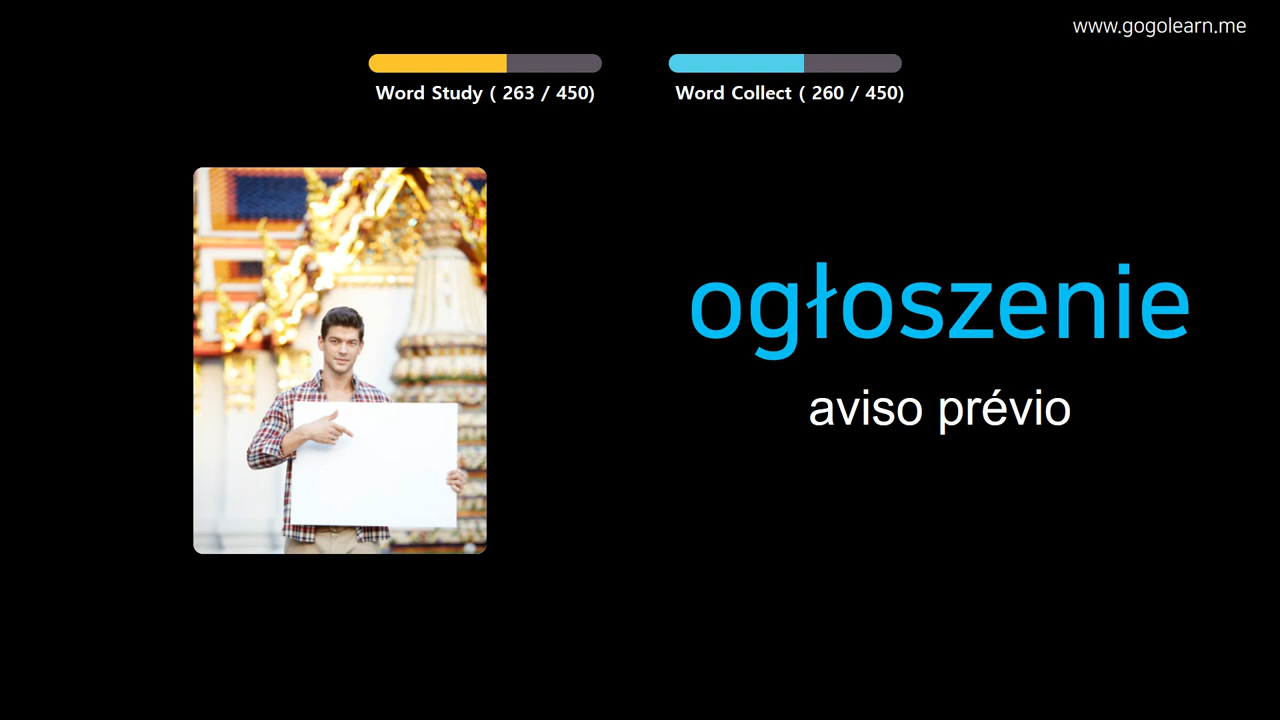 www.gogolearn.me
Word Study ( 263 / 450)
Word Collect ( 260 / 450)
ogłoszenie
aviso prévio